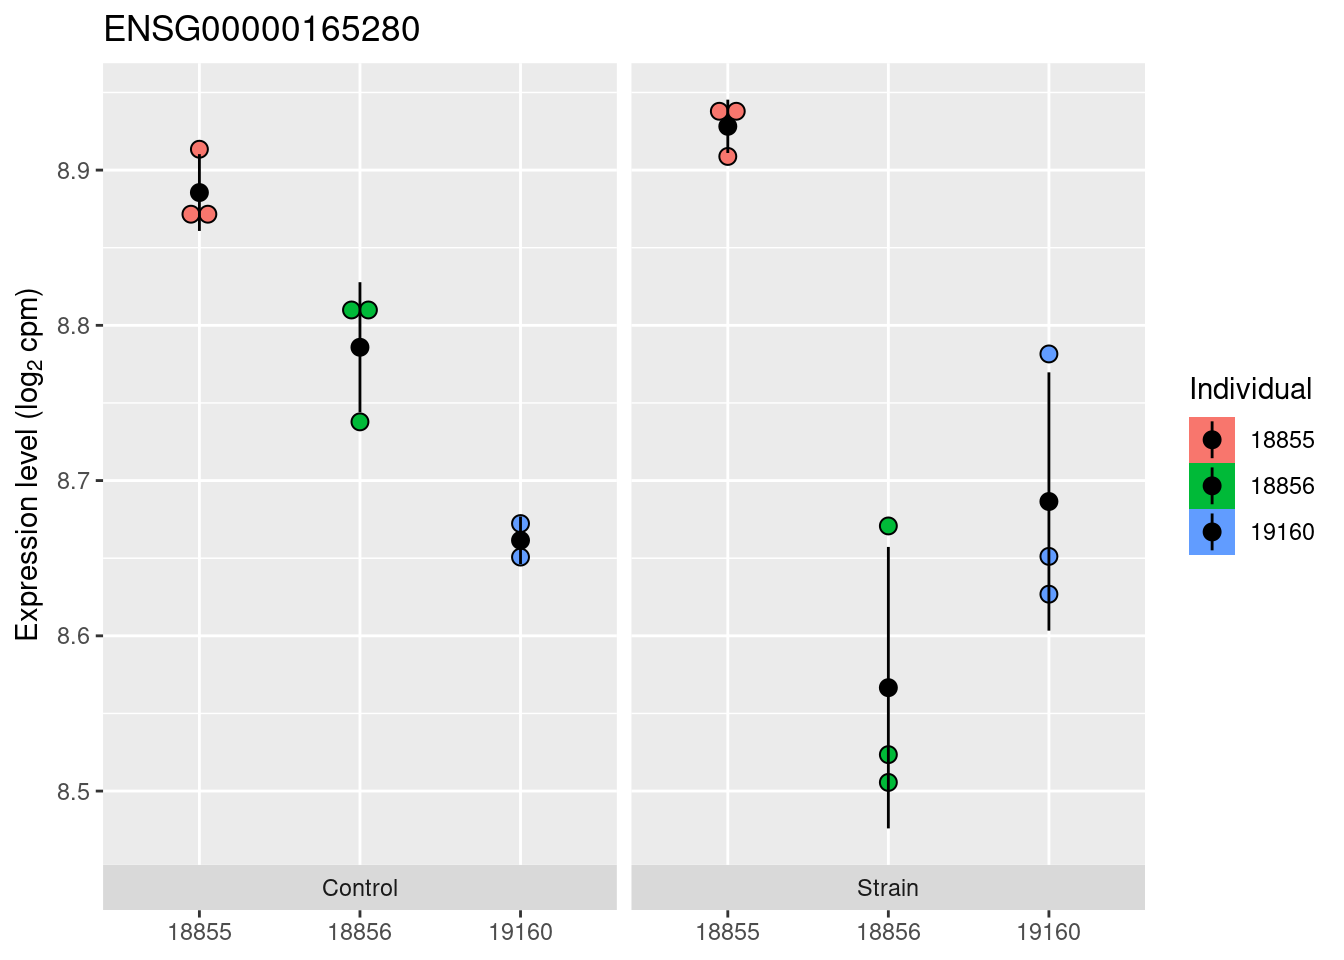 ENSG00000165280
Expression level (log₂ cpm)
8.9
8.8
8.7
8.6
8.5
Control
Strain
18855
18856
19160
18855
18856
19160
Individual
18855
18856
19160